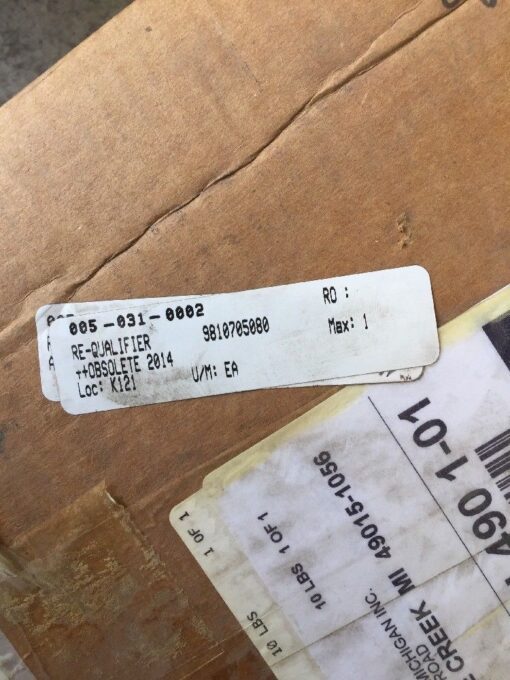 005-031-0002
RO :
RE-QUALIFIER 9810705080
Max: 1
++OBSOLETE 2014
Loc: K121 U/M: EA
1 OF 1
10 LBS
10 LBS 1 OF 1
MICHIGAN INC.
ROAD
CREEK MI 49015-1056
490 1-01